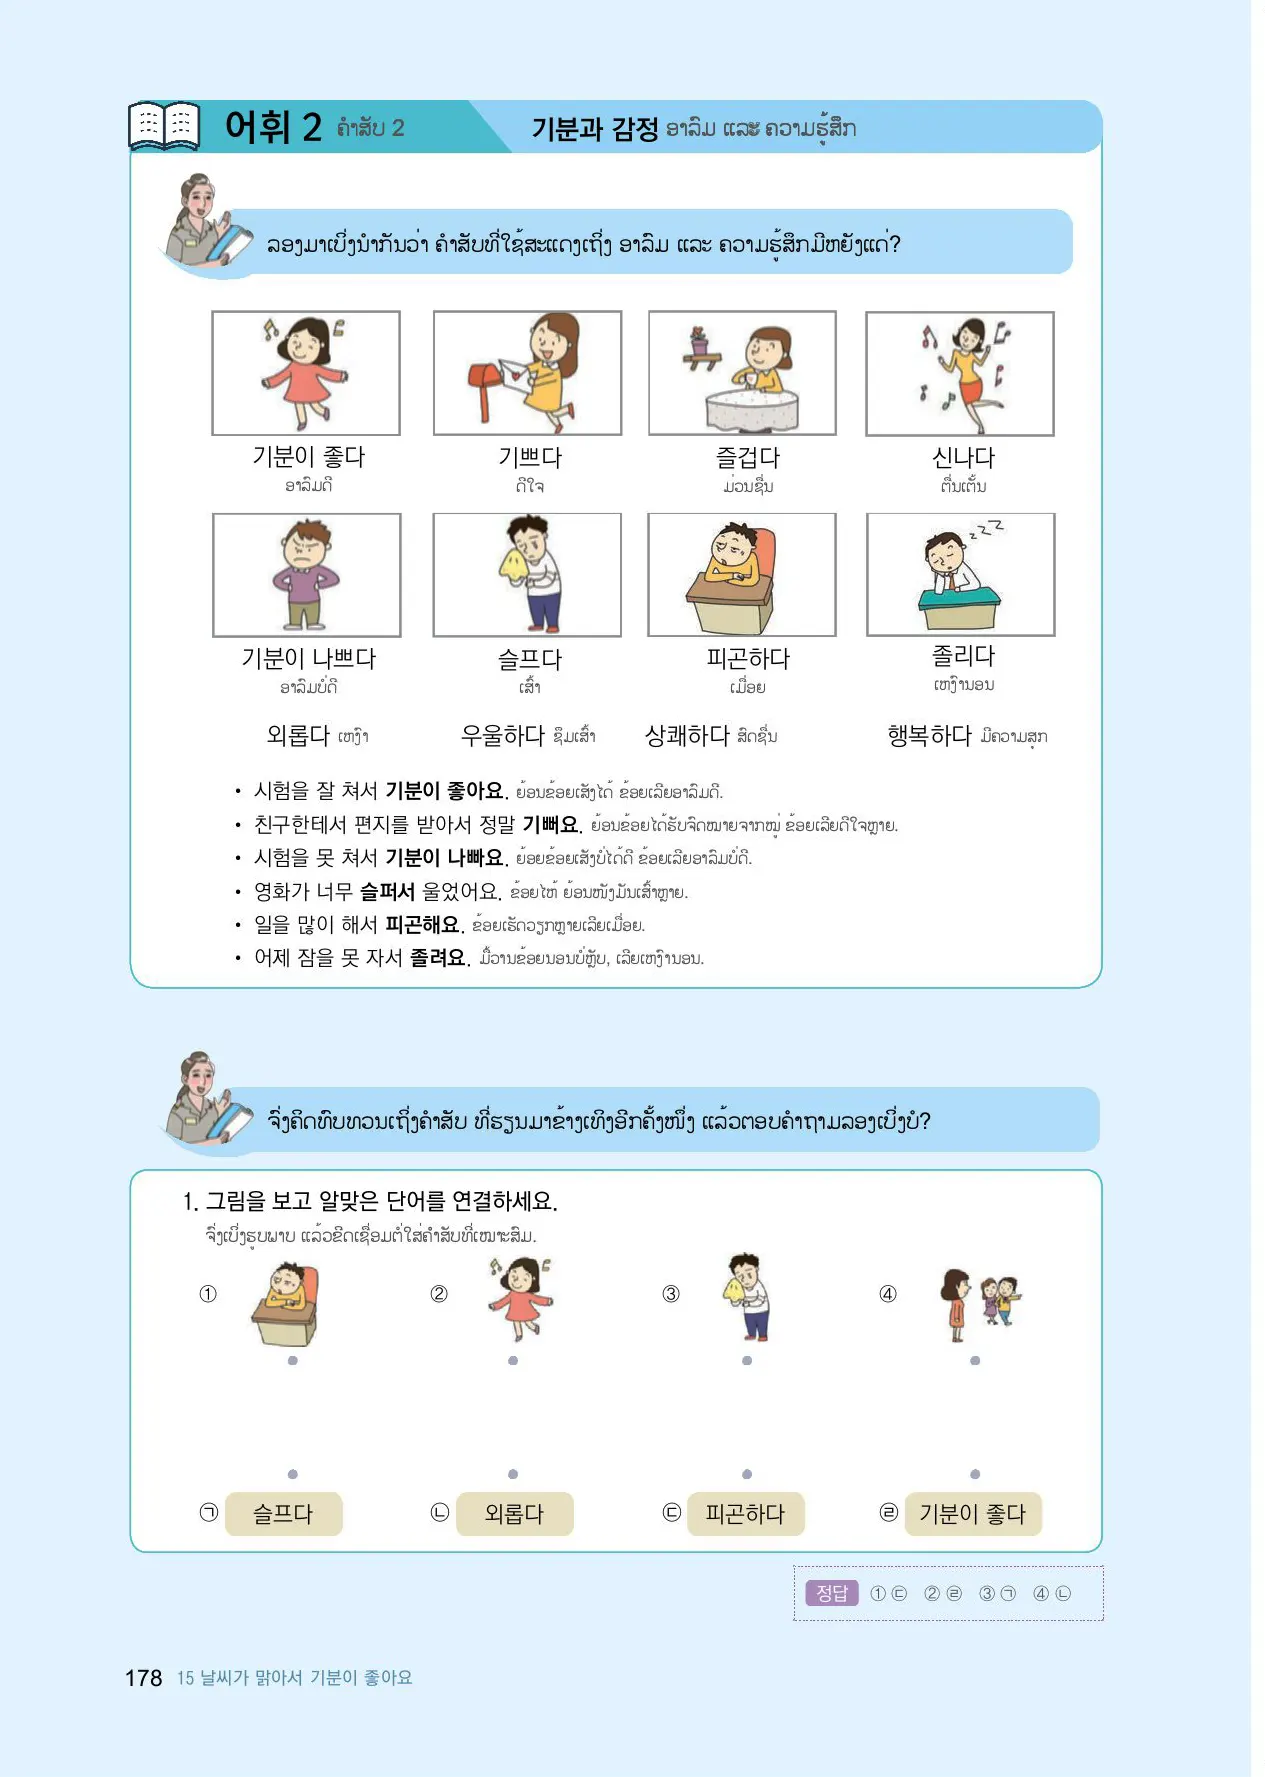 어휘 2 ຄຳສັບ 2 기분과 감정 ອາລົມ ແລະ ຄວາມຮູ້ສຶກ
ລອງມາເບິ່ງນຳກັນວ່າ ຄຳສັບທີ່ໃຊ້ສະແດງເຖິງ ອາລົມ ແລະ ຄວາມຮູ້ສຶກມີຫຍັງແດ່?
기분이 좋다 기쁘다 즐겁다 신나다
ອາລົມດີ ດີໃຈ ມ່ວນຊື່ນ ຕື່ນເຕັ້ນ
zzz
기분이 나쁘다 슬프다 피곤하다 졸리다
ອາລົມບໍ່ດີ ເສົ້າ ເມື່ອຍ ເຫງົານອນ
외롭다 ເຫງົາ 우울하다 ຊຶມເສົ້າ 상쾌하다 ສົດຊື່ນ 행복하다 ມີຄວາມສຸກ
• 시험을 잘 쳐서 기분이 좋아요. ຍ້ອນຂ້ອຍເສັງໄດ້ ຂ້ອຍເລີຍອາລົມດີ.
• 친구한테서 편지를 받아서 정말 기뻐요. ຍ້ອນຂ້ອຍໄດ້ຮັບຈົດໝາຍຈາກໝູ່ ຂ້ອຍເລີຍດີໃຈຫຼາຍ.
• 시험을 못 쳐서 기분이 나빠요. ຍ້ອຍຂ້ອຍເສັງບໍ່ໄດ້ດີ ຂ້ອຍເລີຍອາລົມບໍ່ດີ.
• 영화가 너무 슬퍼서 울었어요. ຂ້ອຍໄຫ້ ຍ້ອນໜັງມັນເສົ້າຫຼາຍ.
• 일을 많이 해서 피곤해요. ຂ້ອຍເຮັດວຽກຫຼາຍເລີຍເມື່ອຍ.
• 어제 잠을 못 자서 졸려요. ມື້ວານຂ້ອຍນອນບໍ່ຫຼັບ, ເລີຍເຫງົານອນ.
ຈົ່ງຄິດທົບທວນເຖິງຄຳສັບ ທີ່ຮຽນມາຂ້າງເທິງອີກຄັ້ງໜຶ່ງ ແລ້ວຕອບຄຳຖາມລອງເບິ່ງບໍ?
1. 그림을 보고 알맞은 단어를 연결하세요.
ຈົ່ງເບິ່ງຮູບພາບ ແລ້ວຂີດເຊື່ອມຕໍ່ໃສ່ຄຳສັບທີ່ເໝາະສົມ.
① ② ③ ④
㉠ 슬프다 ㉡ 외롭다 ㉢ 피곤하다 ㉣ 기분이 좋다
정답 ① ㉢ ② ㉣ ③ ㉠ ④ ㉡
178 15 날씨가 맑아서 기분이 좋아요